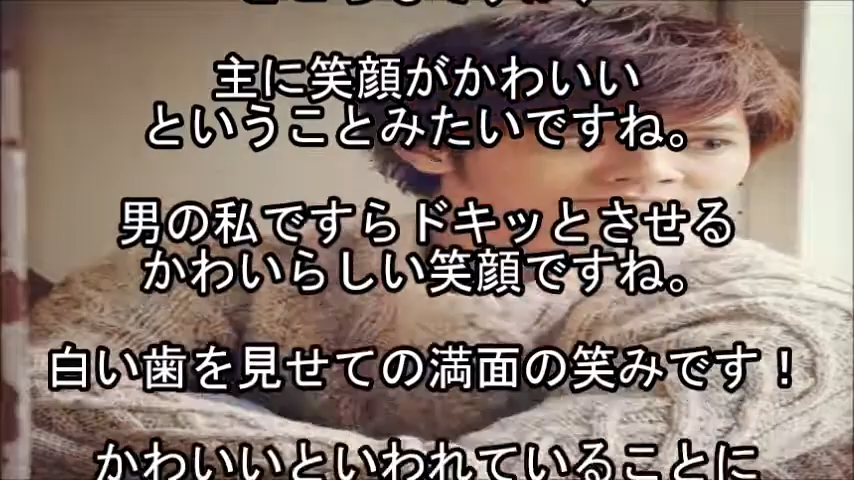 主に笑顔がかわいい
ということみたいですね。
男の私ですらドキッとさせる
かわいらしい笑顔ですね。
白い歯を見せての満面の笑みです！
かわいいといわれていることに